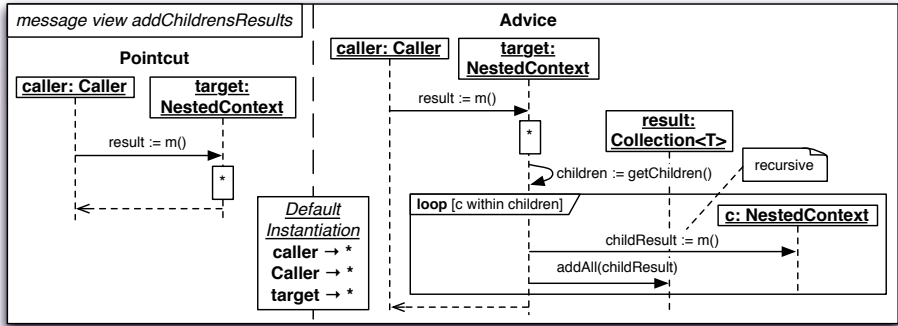 message view addChildrensResults
Pointcut
caller: Caller
target:
NestedContext
result := m()
*
Default
Instantiation
caller → *
Caller → *
target → *
Advice
caller: Caller
target:
NestedContext
result := m()
*
result:
Collection<T>
children := getChildren()
recursive
loop [c within children]
c: NestedContext
childResult := m()
addAll(childResult)